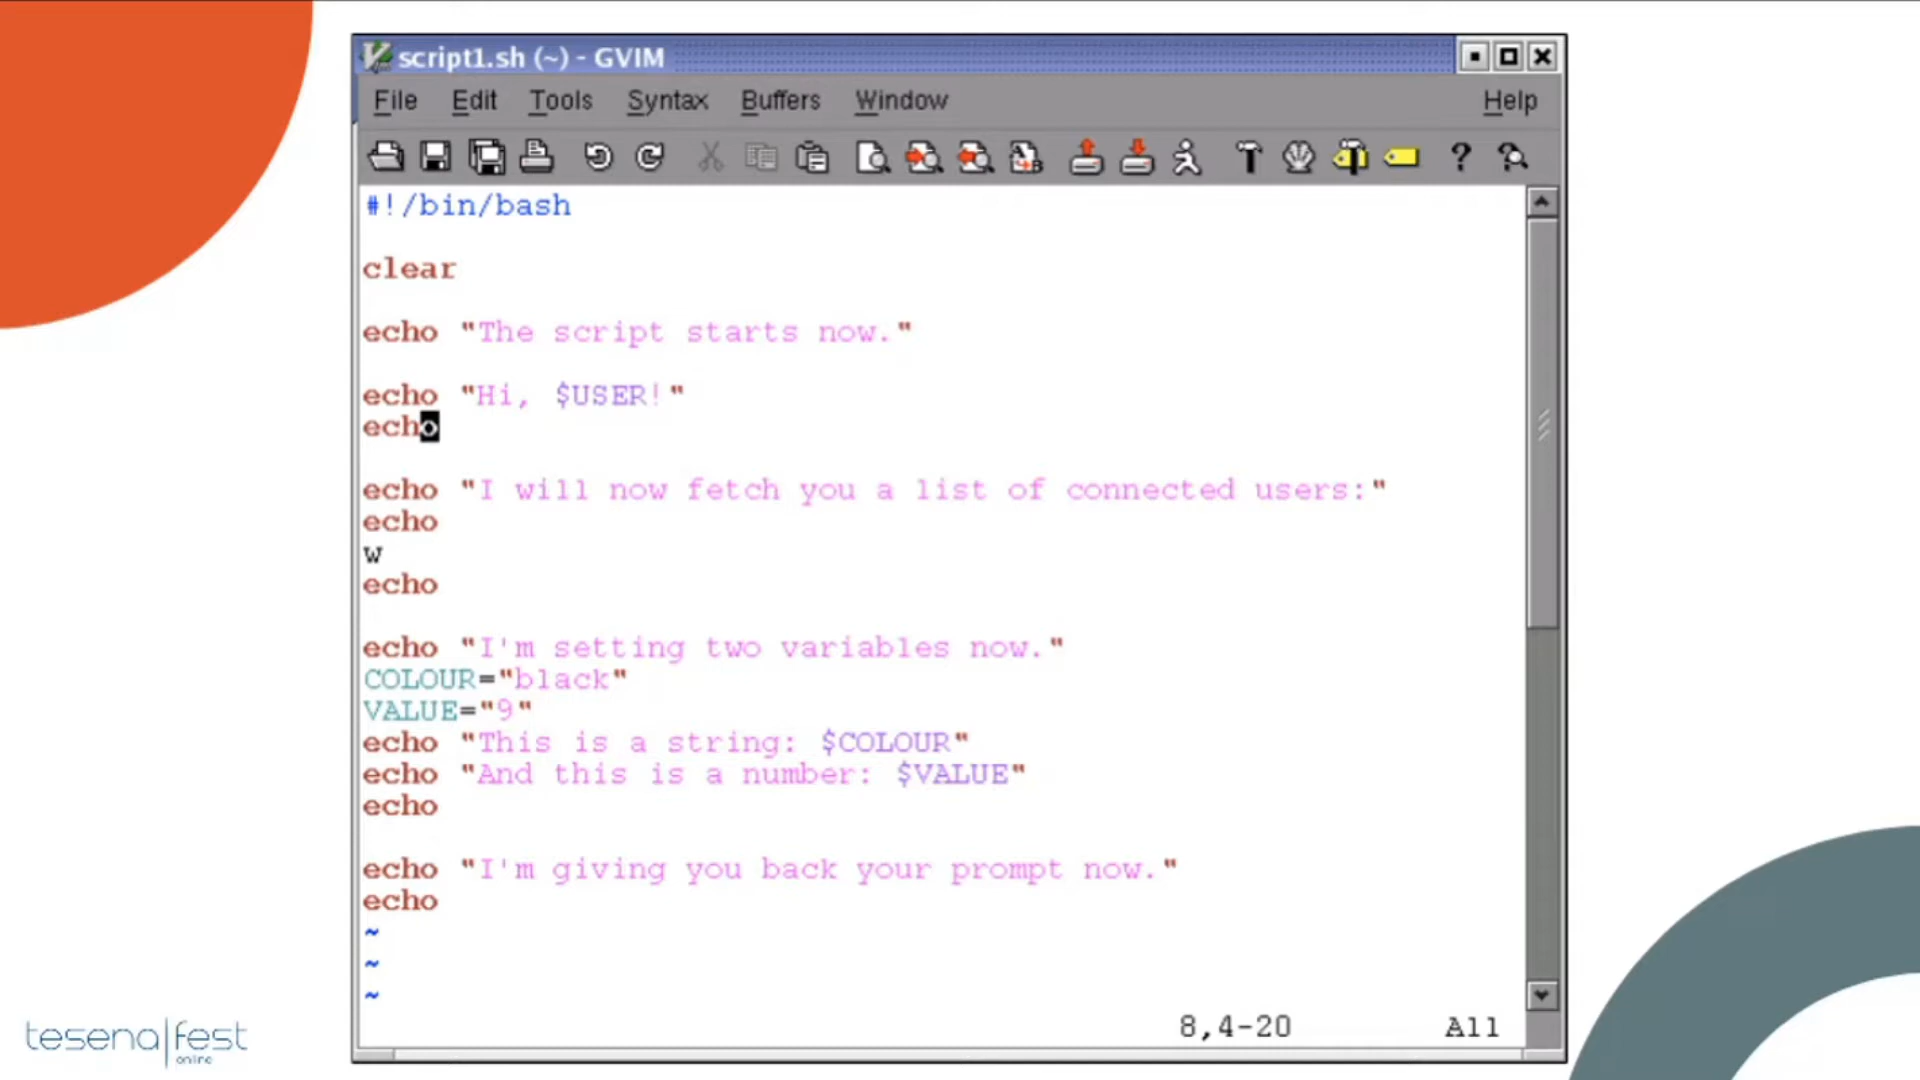 script1.sh (~) - GVIM
File Edit Tools Syntax Buffers Window Help
#!/bin/bash
clear
echo "The script starts now."
echo "Hi, $USER!"
echo
echo "I will now fetch you a list of connected users:"
echo
w
echo
echo "I'm setting two variables now."
COLOUR="black"
VALUE="9"
echo "This is a string: $COLOUR"
echo "And this is a number: $VALUE"
echo
echo "I'm giving you back your prompt now."
echo
~
~
~
8,4-20 All
tesena|fest
online